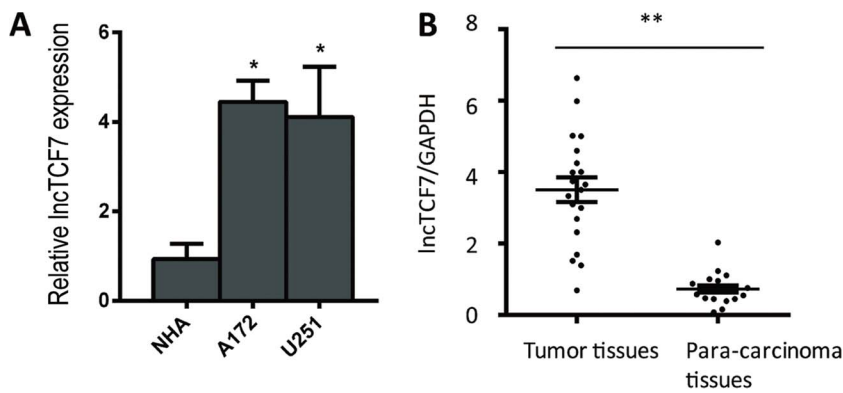 A
Relative lncTCF7 expression
6
4
2
0
*
*
NHA
A172
U251
B
lncTCF7/GAPDH
8
6
4
2
0
**
Tumor tissues
Para-carcinoma
tissues